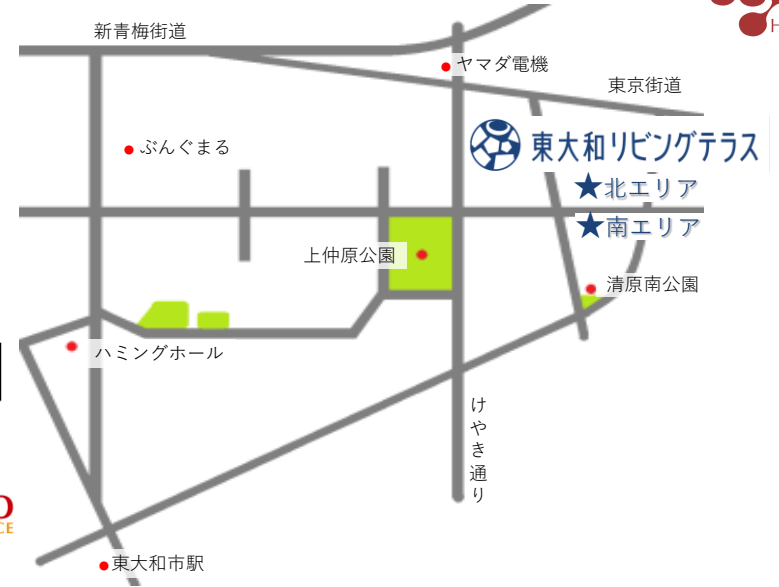 新青梅街道
H
ヤマダ電機
東京街道
ぶんぐまる
東大和リビングテラス
★北エリア
★南エリア
上仲原公園
清原南公園
ハミングホール
けやき通り
O
CE
東大和市駅